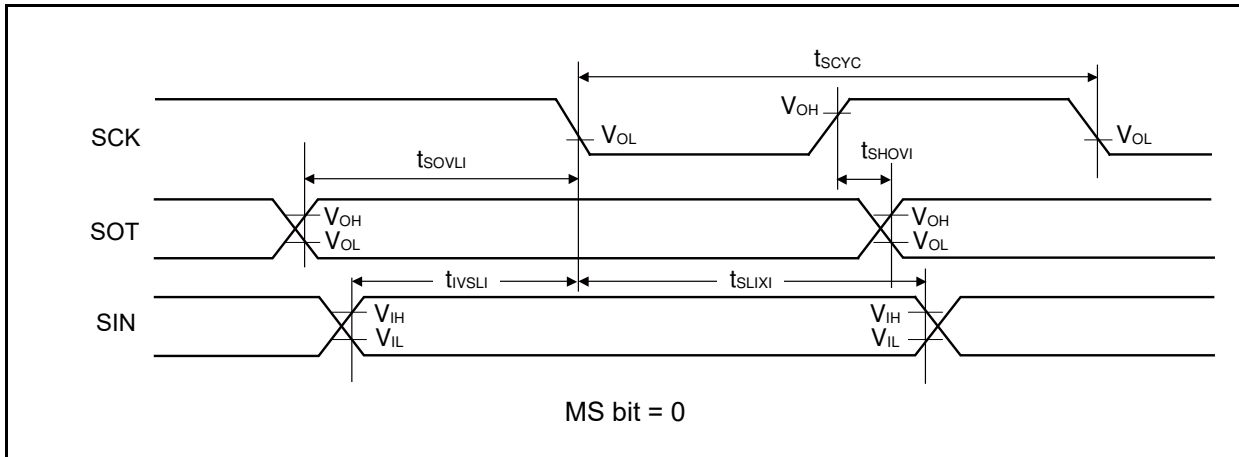 tSCYC
SCK
VOH
VOL
VOL
tSOVLI
tSHOVI
SOT
VOH
VOL
VOH
VOL
tIVSLI
tSLIXI
SIN
VIH
VIL
VIH
VIL
MS bit = 0